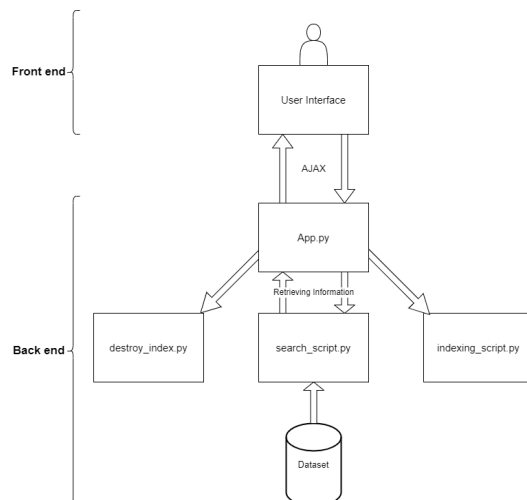 Front end
User Interface
AJAX
App.py
Retrieving Information
Back end
destroy_index.py
search_script.py
indexing_script.py
Dataset